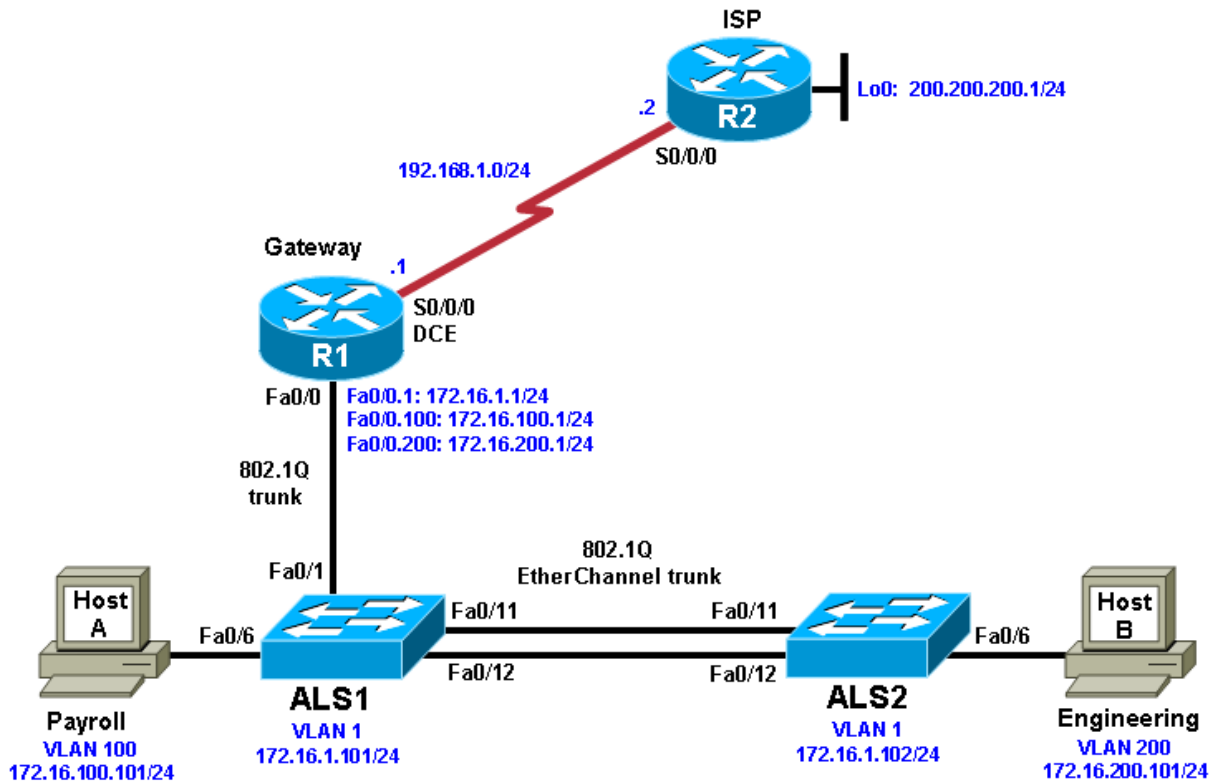 ISP
R2
Lo0: 200.200.200.1/24
.2
S0/0/0
192.168.1.0/24
Gateway
.1
S0/0/0
DCE
R1
Fa0/0
Fa0/0.1: 172.16.1.1/24
Fa0/0.100: 172.16.100.1/24
Fa0/0.200: 172.16.200.1/24
802.1Q
trunk
802.1Q
EtherChannel trunk
Fa0/1
Host
A
Fa0/6
Fa0/11
Fa0/11
Fa0/6
Host
B
Fa0/12
Fa0/12
ALS1
VLAN 1
172.16.1.101/24
ALS2
VLAN 1
172.16.1.102/24
Payroll
VLAN 100
172.16.100.101/24
Engineering
VLAN 200
172.16.200.101/24